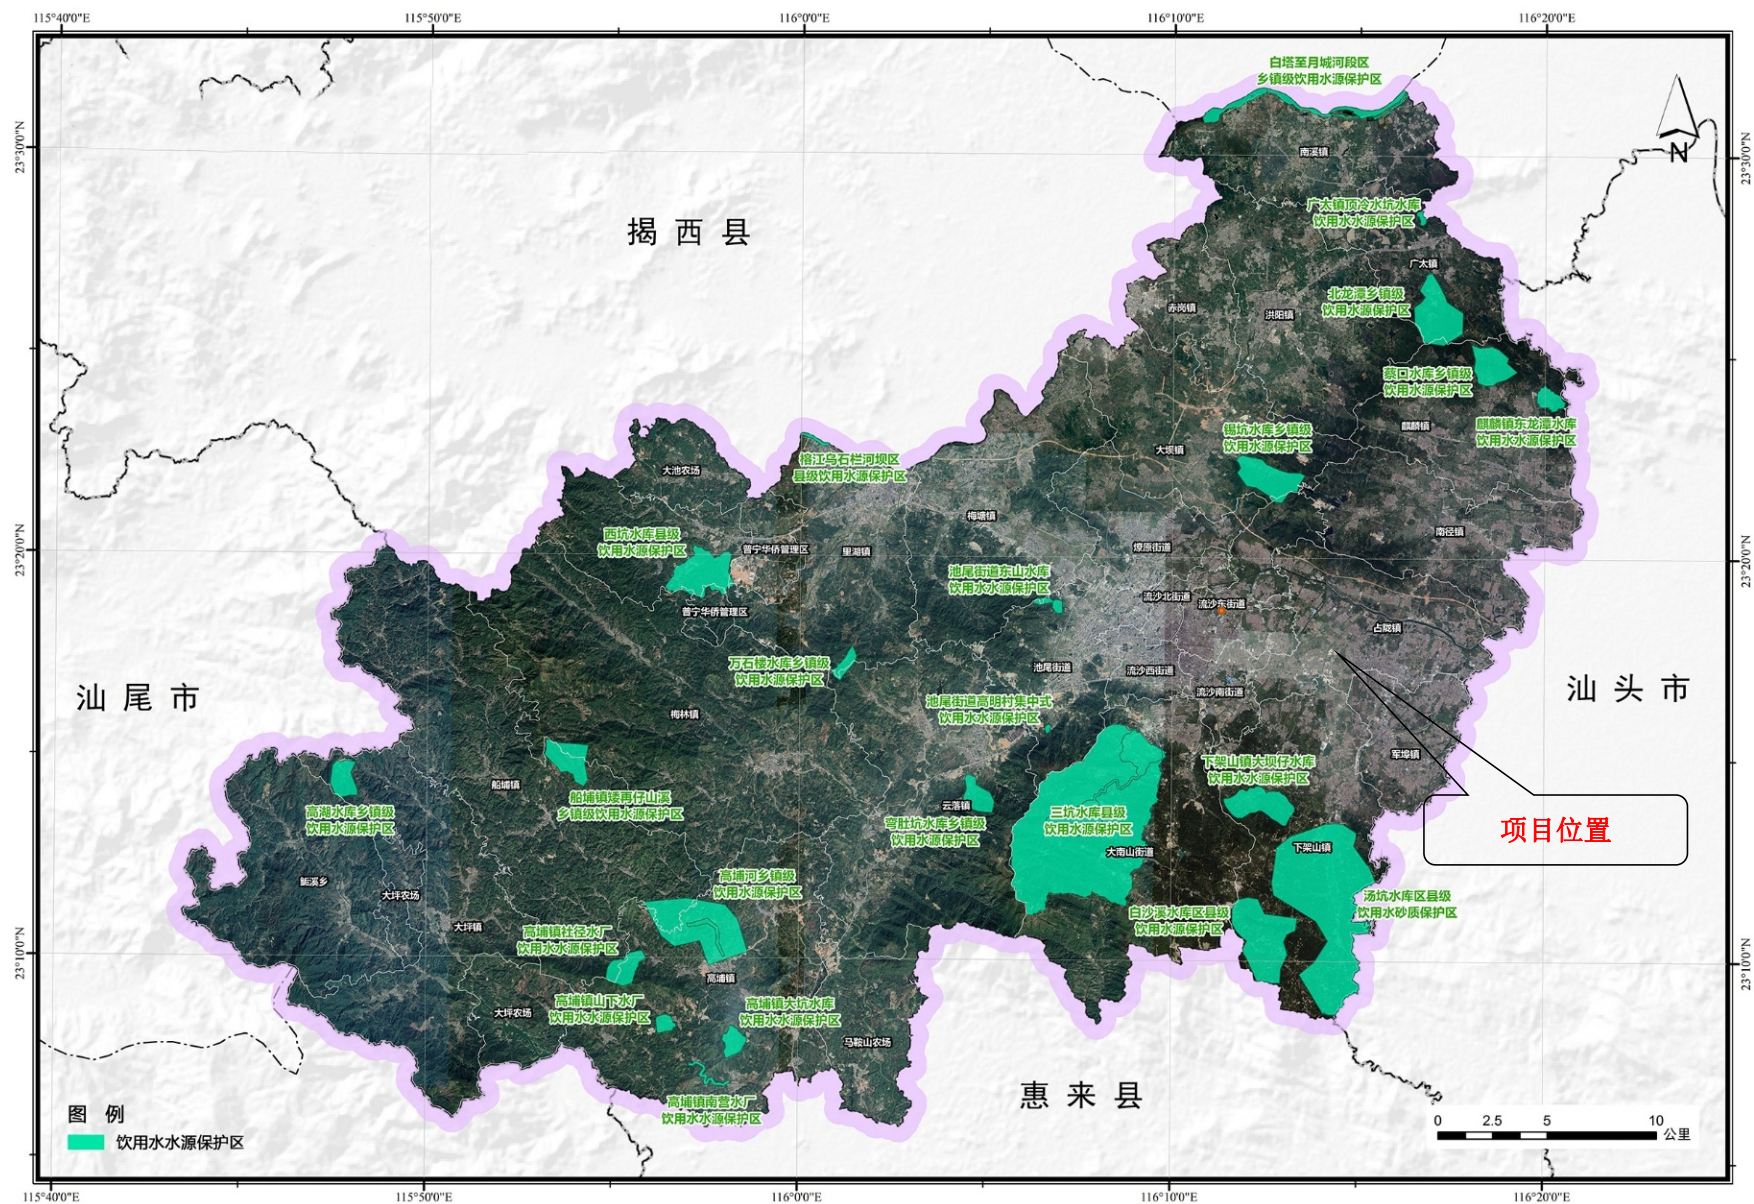 115°40'0"E
115°50'0"E
116°0'0"E
116°10'0"E
116°20'0"E
白塔至月城河段区
乡镇级饮用水源保护区
23°30'0"N
23°30'0"N
N
南溪镇
揭西县
广太镇顶冷水坑水库
饮用水水源保护区
广太镇
北龙潭乡镇级
饮用水源保护区
赤岗镇
洪阳镇
蔡口水库乡镇级
饮用水源保护区
麒麟镇
麒麟镇东龙潭水库
饮用水水源保护区
锡坑水库乡镇级
饮用水源保护区
大坝镇
榕江乌石栏河坝区
县级饮用水源保护区
大池农场
梅塘镇
南径镇
西坑水库县级
饮用水源保护区
普宁华侨管理区
里湖镇
燎原街道
23°20'0"N
23°20'0"N
池尾街道东山水库
饮用水水源保护区
流沙北街道
流沙东街道
普宁华侨管理区
占陇镇
万石楼水库乡镇级
饮用水源保护区
池尾街道
流沙西街道
流沙南街道
汕尾市
汕头市
梅林镇
池尾街道高明村集中式
饮用水水源保护区
军埠镇
下架山镇大坝仔水库
饮用水水源保护区
船埔镇
船埔镇矮再仔山溪
乡镇级饮用水源保护区
高湖水库乡镇级
饮用水源保护区
云落镇
弯肚坑水库乡镇级
饮用水源保护区
三坑水库县级
饮用水源保护区
大南山街道
下架山镇
项目位置
鲘溪乡
大坪农场
高埔河乡镇级
饮用水源保护区
汤坑水库区县级
饮用水砂质保护区
白沙溪水库区县级
饮用水源保护区
大坪镇
高埔镇社径水厂
饮用水水源保护区
23°10'0"N
23°10'0"N
高埔镇
高埔镇山下水厂
饮用水水源保护区
大坪农场
高埔镇大坑水库
饮用水水源保护区
马鞍山农场
高埔镇南营水厂
饮用水水源保护区
惠来县
图 例
饮用水水源保护区
0 2.5 5 10
公里
115°40'0"E
115°50'0"E
116°0'0"E
116°10'0"E
116°20'0"E